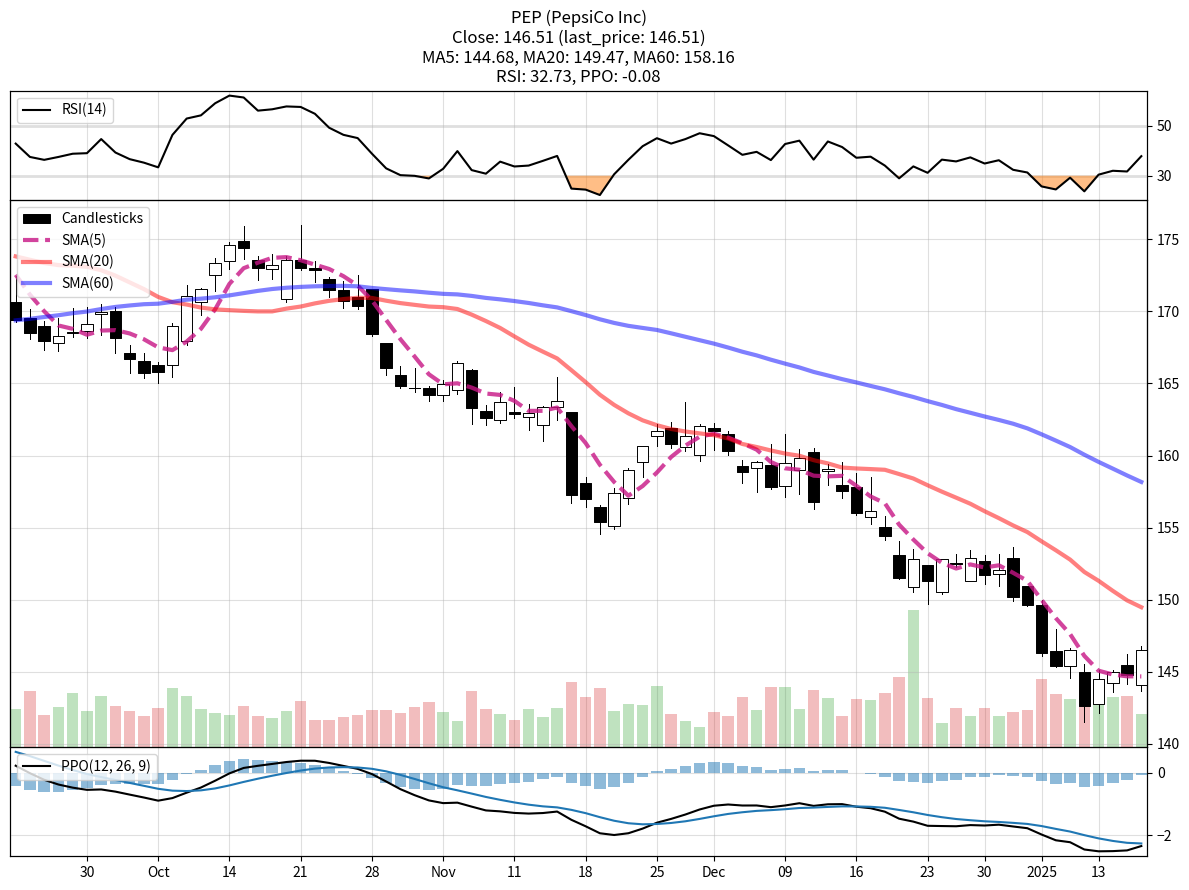 PEP (PepsiCo Inc)
Close: 146.51 (last_price: 146.51)
MA5: 144.68, MA20: 149.47, MA60: 158.16
RSI: 32.73, PPO: -0.08
RSI(14)
50
30
Candlesticks
SMA(5)
SMA(20)
SMA(60)
175
170
165
160
155
150
145
140
PPO(12, 26, 9)
0
−2
30 Oct 14 21 28 Nov 11 18 25 Dec 09 16 23 30 2025 13